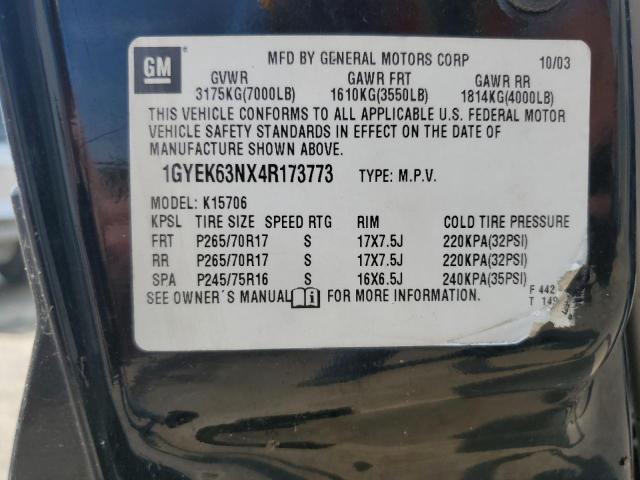 GM
MFD BY GENERAL MOTORS CORP 10/03
GVWR GAWR FRT GAWR RR
3175KG(7000LB) 1610KG(3550LB) 1814KG(4000LB)
THIS VEHICLE CONFORMS TO ALL APPLICABLE U.S. FEDERAL MOTOR
VEHICLE SAFETY STANDARDS IN EFFECT ON THE DATE OF
MANUFACTURE SHOWN ABOVE.
1GYEK63NX4R173773 TYPE: M.P.V.
MODEL: K15706
KPSL TIRE SIZE SPEED RTG RIM COLD TIRE PRESSURE
FRT P265/70R17 S 17X7.5J 220KPA(32PSI)
RR P265/70R17 S 17X7.5J 220KPA(32PSI)
SPA P245/75R16 S 16X6.5J 240KPA(35PSI)
SEE OWNER´S MANUAL i FOR MORE INFORMATION.
F 442
T 149